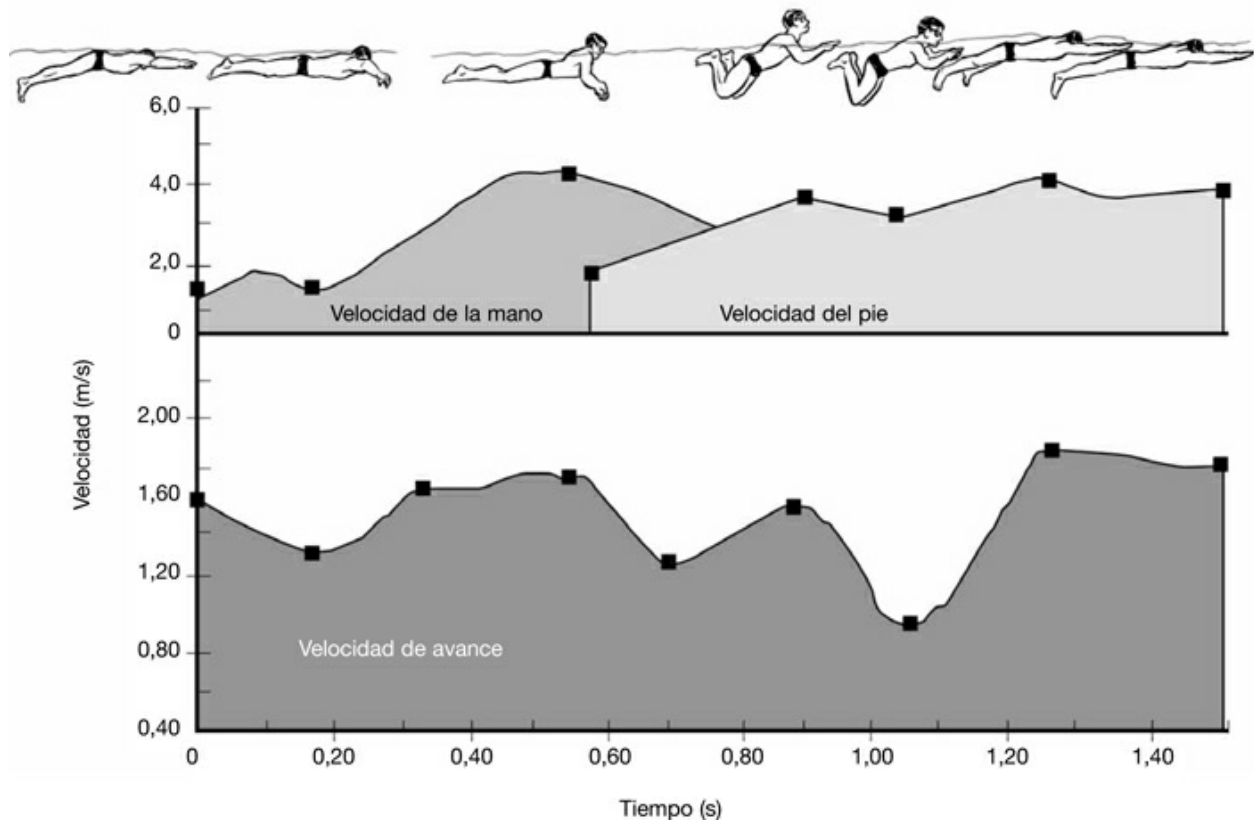 6,0
4,0
2,0
0
Velocidad de la mano
Velocidad del pie
Velocidad (m/s)
2,00
1,60
1,20
0,80
0,40
Velocidad de avance
0 0,20 0,40 0,60 0,80 1,00 1,20 1,40
Tiempo (s)